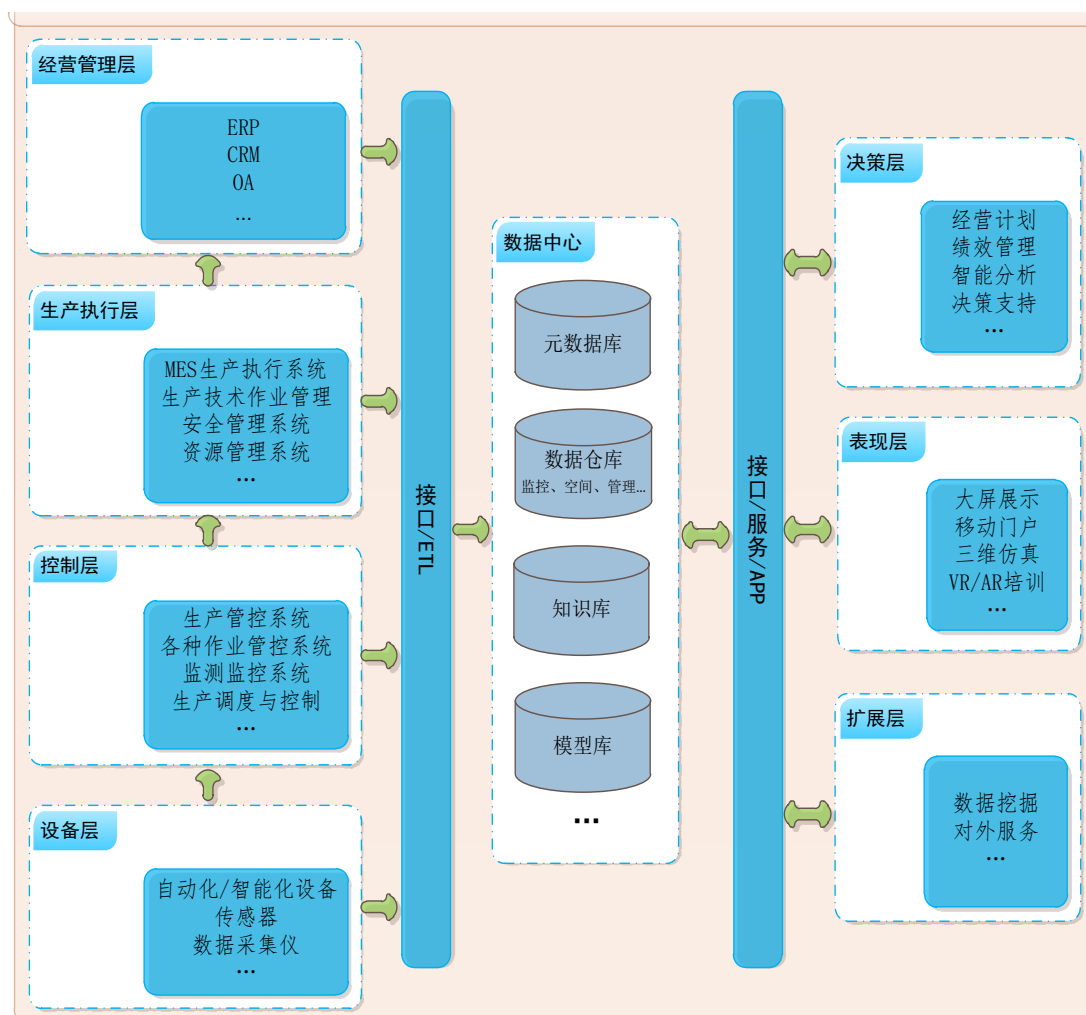 经营管理层
ERP
CRM
OA
...
生产执行层
MES生产执行系统
生产技术作业管理
安全管理系统
资源管理系统
...
控制层
生产管控系统
各种作业管控系统
监测监控系统
生产调度与控制
...
设备层
自动化/智能化设备
传感器
数据采集仪
...
接口/ETL
数据中心
元数据库
数据仓库
监控、空间、管理...
知识库
模型库
...
接口/服务/APP
决策层
经营计划
绩效管理
智能分析
决策支持
...
表现层
大屏展示
移动门户
三维仿真
VR/AR培训
...
扩展层
数据挖掘
对外服务
...